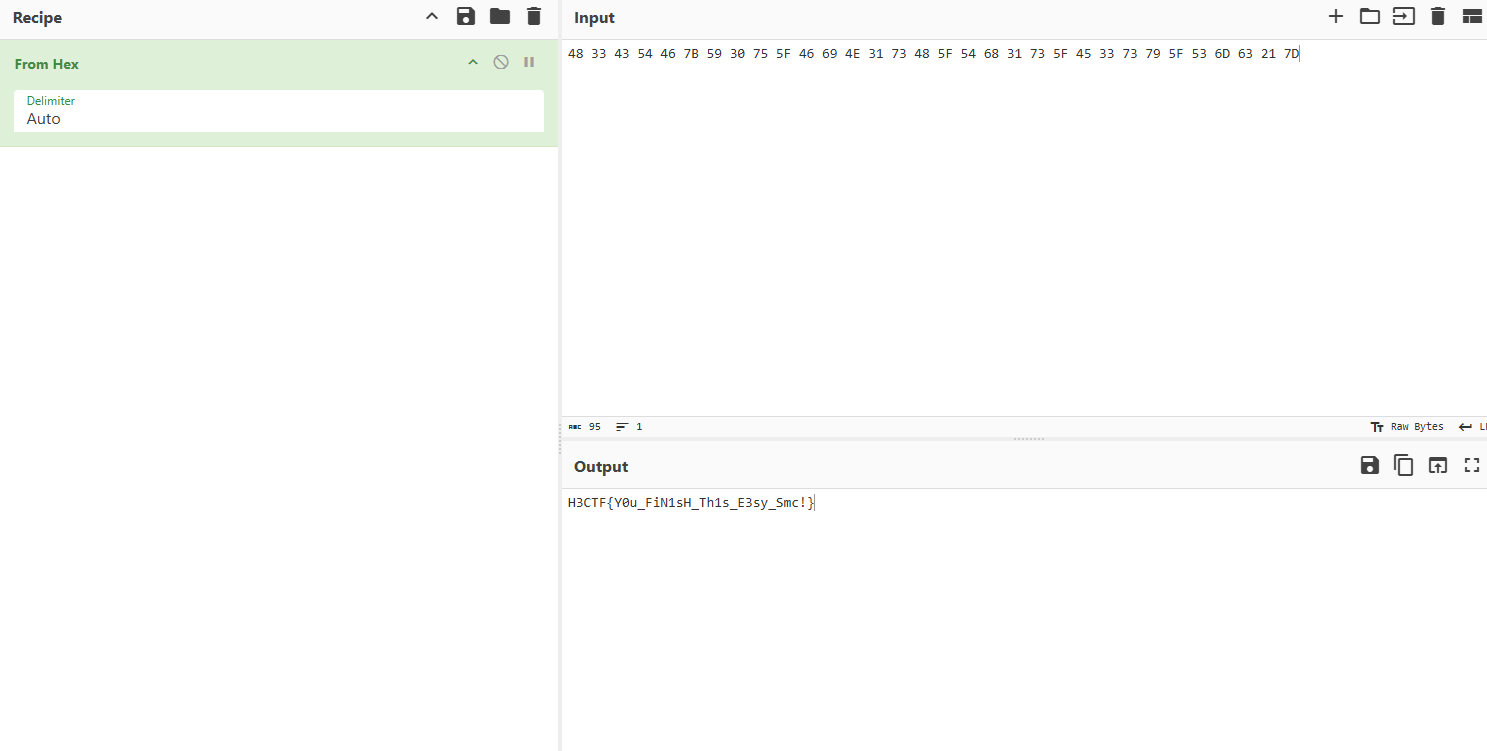 Recipe
From Hex
Delimiter
Auto
Input
48 33 43 54 46 7B 59 30 75 5F 46 69 4E 31 73 48 5F 54 68 31 73 5F 45 33 73 79 5F 53 6D 63 21 7D
ABC 95 1
Raw Bytes
Output
H3CTF{Y0u_FiN1sH_Th1s_E3sy_Smc!}